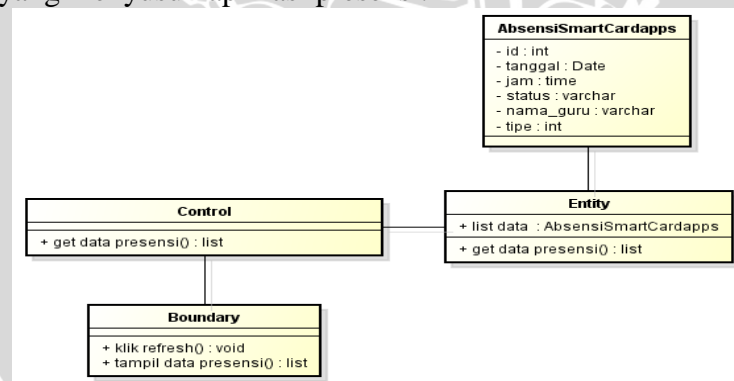 AbsensiSmartCardapps
- id : int
- tanggal : Date
- jam : time
- status : varchar
- nama_guru : varchar
- tipe : int
Control
+ get data presensi() : list
Entity
+ list data : AbsensiSmartCardapps
+ get data presensi() : list
Boundary
+ klik refresh() : void
+ tampil data presensi() : list